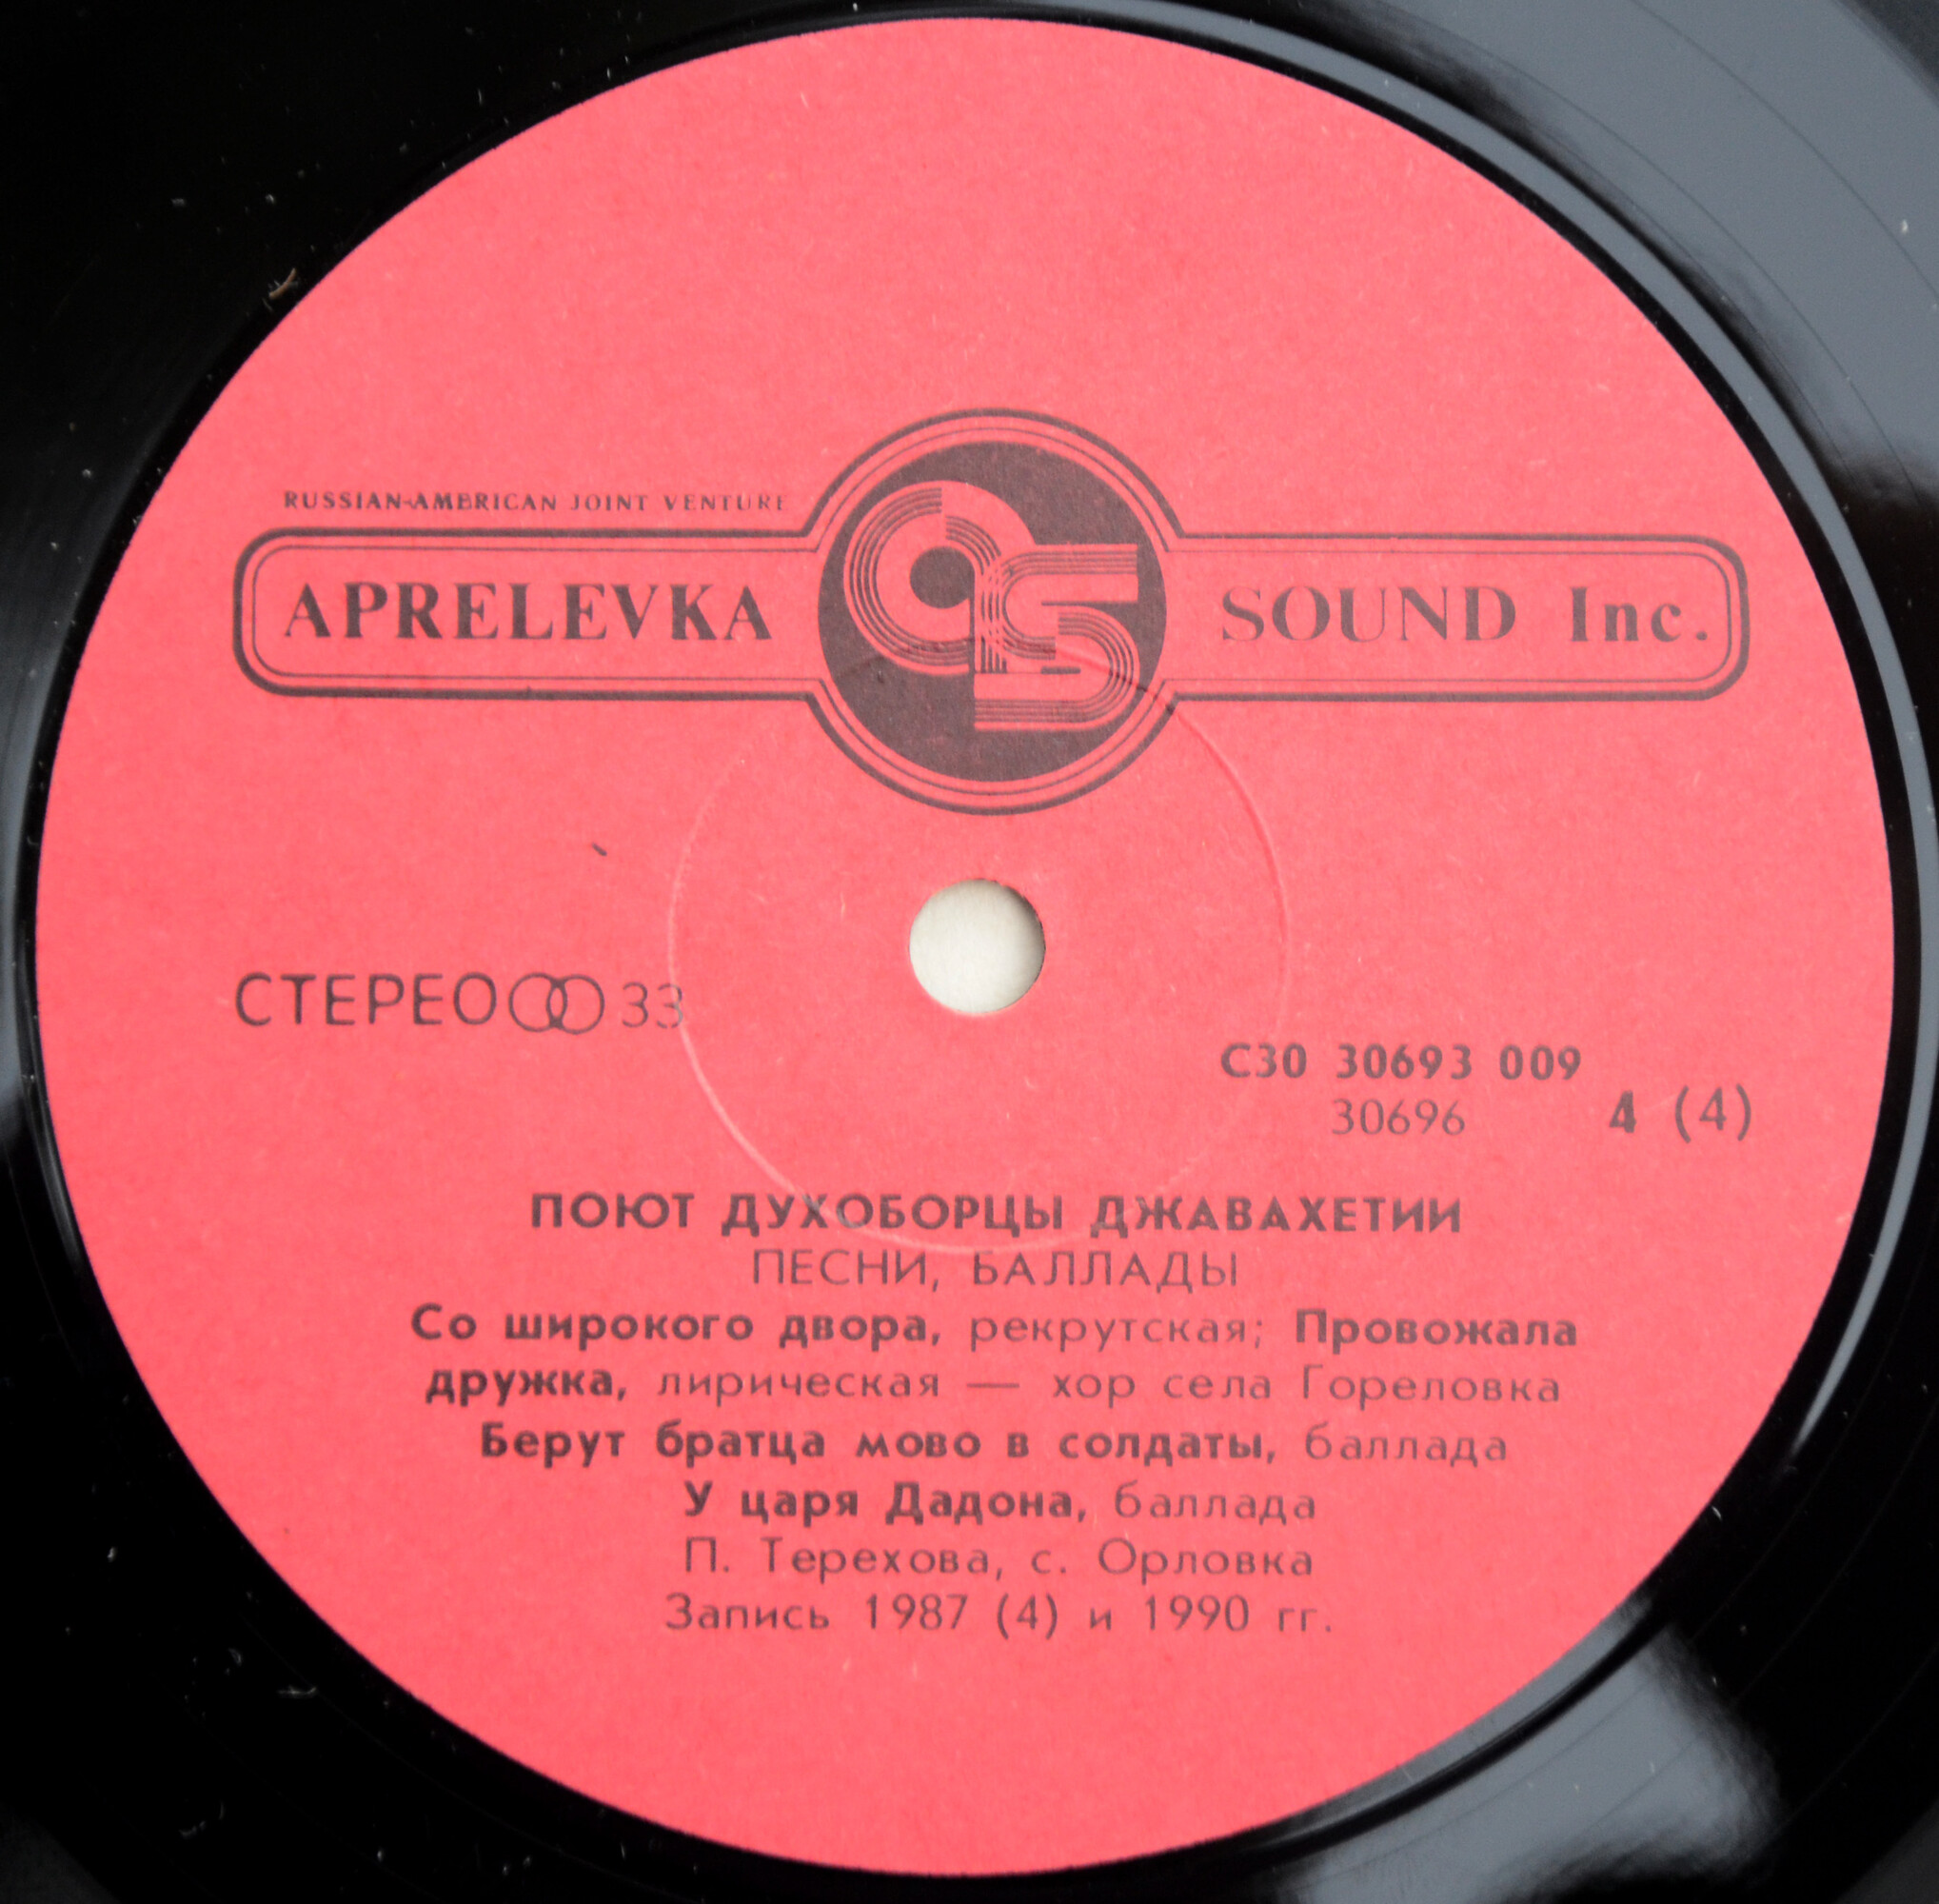 RUSSIAN-AMERICAN JOINT VENTURE
APRELEVKA SOUND Inc.
СТЕРЕО 33
С30 30693 009
30696 4 (4)
ПОЮТ ДУХОБОРЦЫ ДЖАВАХЕТИИ
ПЕСНИ, БАЛЛАДЫ
Со широкого двора, рекрутская; Провожала
дружка, лирическая — хор села Гореловка
Берут братца мово в солдаты, баллада
У царя Дадона, баллада
П. Терехова, с. Орловка
Запись 1987 (4) и 1990 гг.